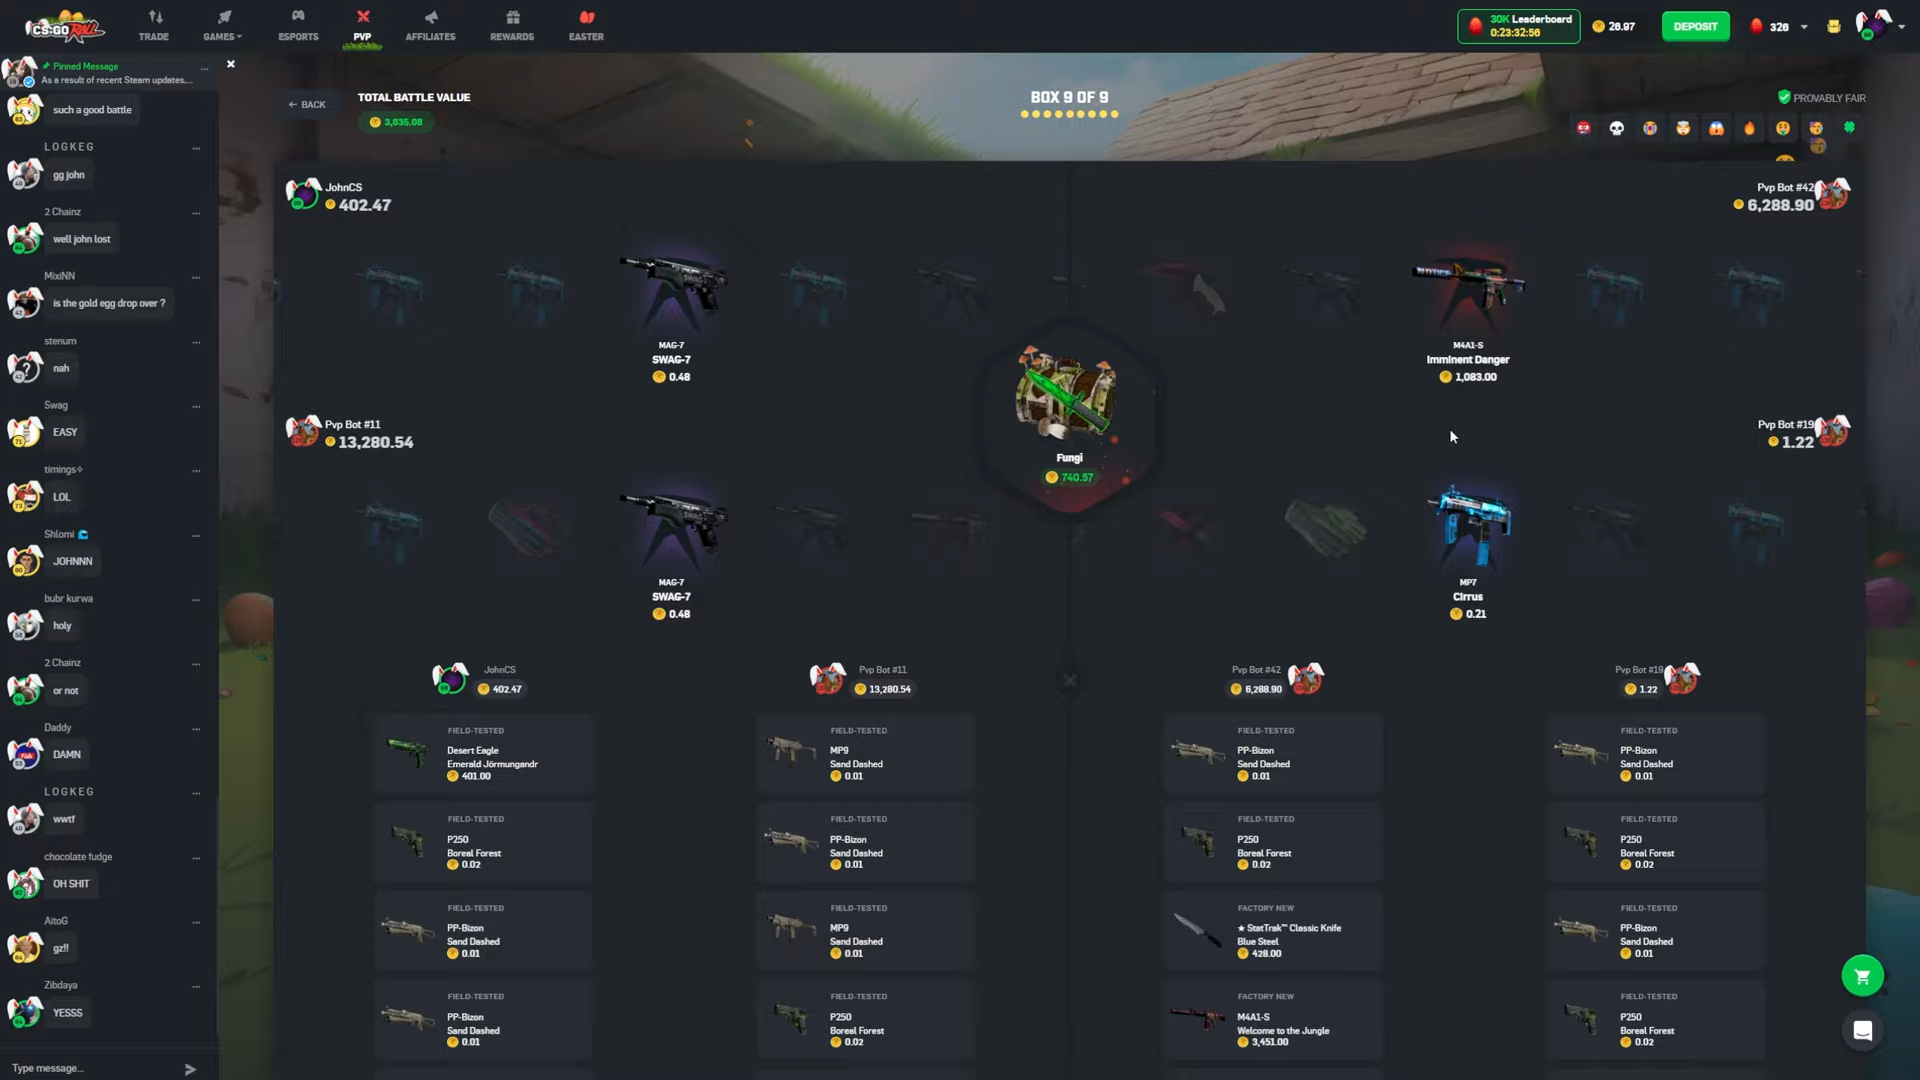 CS:GO ROLL
TRADE
GAMES
ESPORTS
PVP
AFFILIATES
REWARDS
EASTER
30K Leaderboard
0:23:32:56
26.97
DEPOSIT
326
Pinned Message
As a result of recent Steam updates,...
such a good battle
L O G K E G
gg john
2 Chainz
well john lost
MixiNN
is the gold egg drop over ?
stenum
nah
Swag
EASY
timings✧
LOL
Shlomi
JOHNNN
bubr kurwa
holy
2 Chainz
or not
Daddy
DAMN
L O G K E G
wwtf
chocolate fudge
OH SHIT
AitoG
gz!!
Zibdaya
YESSS
Type message...
← BACK
TOTAL BATTLE VALUE
3,835.08
BOX 9 OF 9
PROVABLY FAIR
JohnCS
402.47
Pvp Bot #42
6,288.90
MAG-7
SWAG-7
0.48
M4A1-S
Imminent Danger
1,083.00
Pvp Bot #11
13,280.54
Fungi
740.57
Pvp Bot #19
1.22
MAG-7
SWAG-7
0.48
MP7
Cirrus
0.21
JohnCS
402.47
Pvp Bot #11
13,280.54
Pvp Bot #42
6,288.90
Pvp Bot #19
1.22
FIELD-TESTED
Desert Eagle
Emerald Jörmungandr
401.00
FIELD-TESTED
MP9
Sand Dashed
0.01
FIELD-TESTED
PP-Bizon
Sand Dashed
0.01
FIELD-TESTED
PP-Bizon
Sand Dashed
0.01
FIELD-TESTED
P250
Boreal Forest
0.02
FIELD-TESTED
PP-Bizon
Sand Dashed
0.01
FIELD-TESTED
P250
Boreal Forest
0.02
FIELD-TESTED
P250
Boreal Forest
0.02
FIELD-TESTED
PP-Bizon
Sand Dashed
0.01
FIELD-TESTED
MP9
Sand Dashed
0.01
FACTORY NEW
★ StatTrak™ Classic Knife
Blue Steel
428.00
FIELD-TESTED
PP-Bizon
Sand Dashed
0.01
FIELD-TESTED
PP-Bizon
Sand Dashed
0.01
FIELD-TESTED
P250
Boreal Forest
0.02
FACTORY NEW
M4A1-S
Welcome to the Jungle
3,451.00
FIELD-TESTED
P250
Boreal Forest
0.02